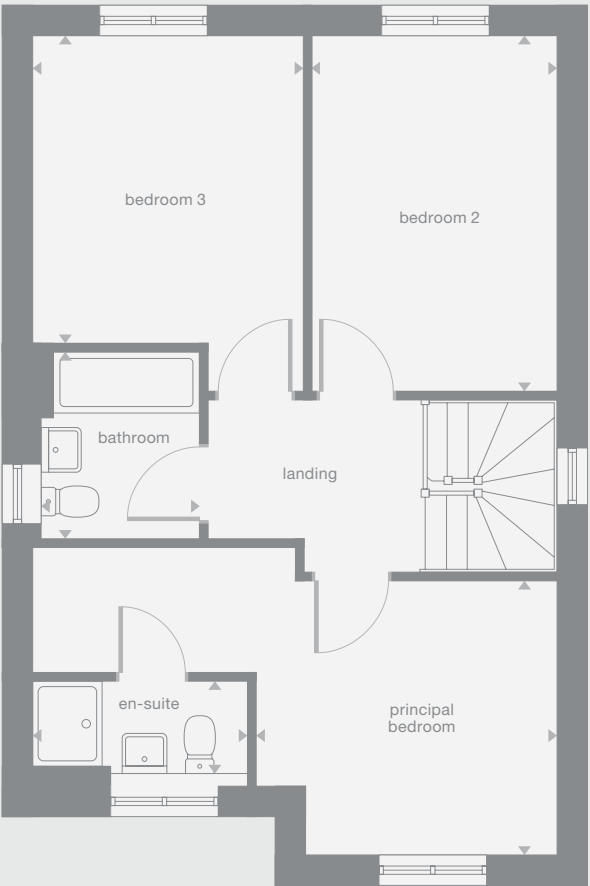 bedroom 3
bedroom 2
bathroom
landing
en-suite
principal
bedroom